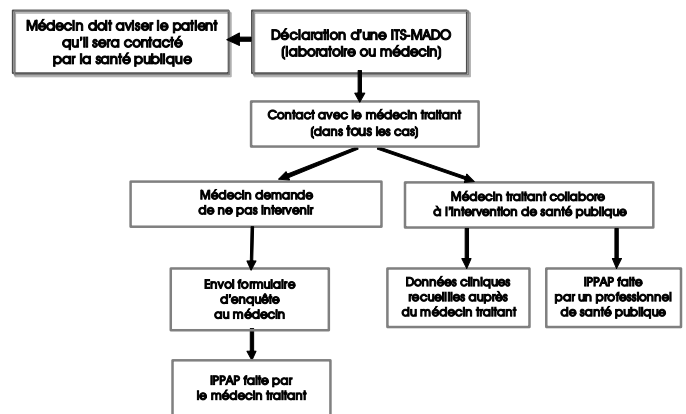 Médecin doit aviser le patient
qu'il sera contacté
par la santé publique
Déclaration d'une ITS-MADO
(laboratoire ou médecin)
Contact avec le médecin traitant
(dans tous les cas)
Médecin demande
de ne pas intervenir
Médecin traitant collabore
à l'intervention de santé publique
Envoi formulaire
d'enquête
au médecin
Données cliniques
recueillies auprès
du médecin traitant
IPPAP faite
par un professionnel
de santé publique
IPPAP faite par
le médecin traitant